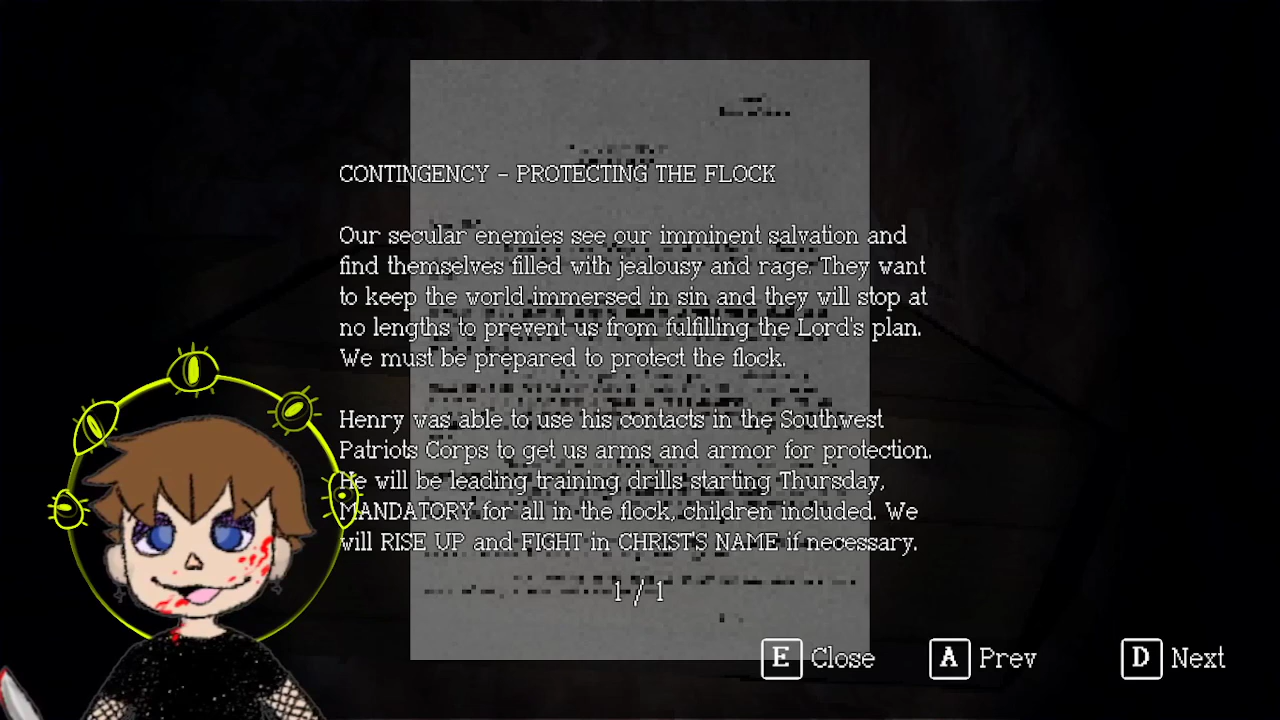 CONTINGENCY - PROTECTING THE FLOCK
Our secular enemies see our imminent salvation and
find themselves filled with jealousy and rage. They want
to keep the world immersed in sin and they will stop at
no lengths to prevent us from fulfilling the Lord's plan.
We must be prepared to protect the flock.
Henry was able to use his contacts in the Southwest
Patriots Corps to get us arms and armor for protection.
He will be leading training drills starting Thursday,
MANDATORY for all in the flock, children included. We
will RISE UP and FIGHT in CHRIST'S NAME if necessary.
1 / 1
E Close A Prev D Next